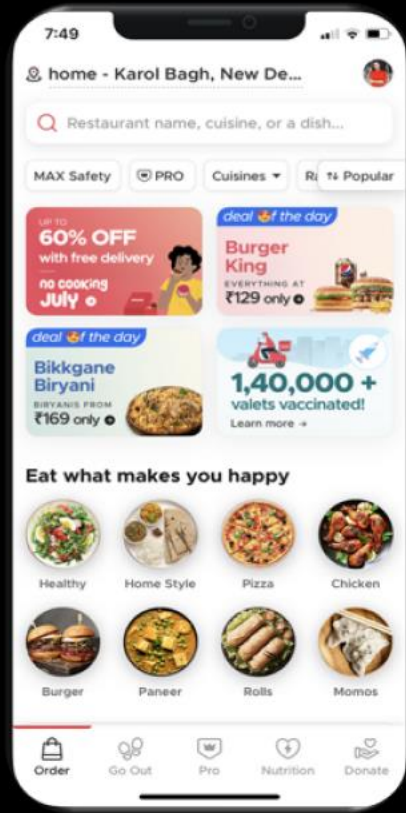 7:49
home - Karol Bagh, New De...
Restaurant name, cuisine, or a dish...
MAX Safety
PRO
Cuisines
Ra
Popular
UP TO
60% OFF
with free delivery
no cooking
JULY
deal of the day
Burger
King
EVERYTHING AT
₹129 only
deal of the day
Bikkgane
Biryani
BIRYANIS FROM
₹169 only
1,40,000 +
valets vaccinated!
Learn more →
Eat what makes you happy
Healthy
Home Style
Pizza
Chicken
Burger
Paneer
Rolls
Momos
Order
Go Out
Pro
Nutrition
Donate